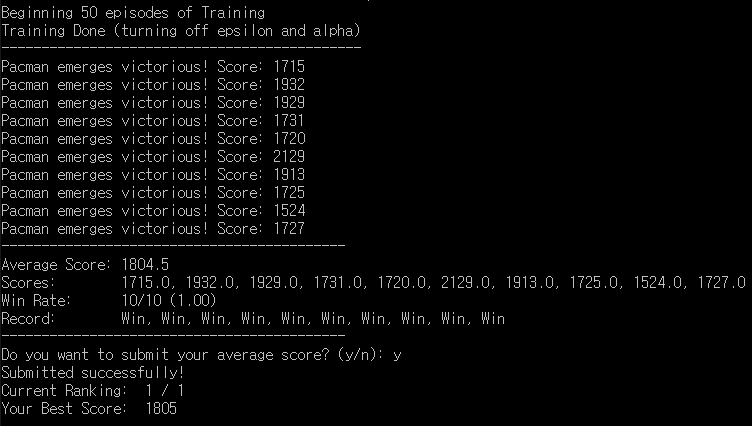 Beginning 50 episodes of Training
Training Done (turning off epsilon and alpha)
---------------------------------------------
Pacman emerges victorious! Score: 1715
Pacman emerges victorious! Score: 1932
Pacman emerges victorious! Score: 1929
Pacman emerges victorious! Score: 1731
Pacman emerges victorious! Score: 1720
Pacman emerges victorious! Score: 2129
Pacman emerges victorious! Score: 1913
Pacman emerges victorious! Score: 1725
Pacman emerges victorious! Score: 1524
Pacman emerges victorious! Score: 1727
-------------------------------------------
Average Score: 1804.5
Scores:        1715.0, 1932.0, 1929.0, 1731.0, 1720.0, 2129.0, 1913.0, 1725.0, 1524.0, 1727.0
Win Rate:      10/10 (1.00)
Record:        Win, Win, Win, Win, Win, Win, Win, Win, Win, Win
-------------------------------------------
Do you want to submit your average score? (y/n): y
Submitted successfully!
Current Ranking:  1 / 1
Your Best Score:  1805